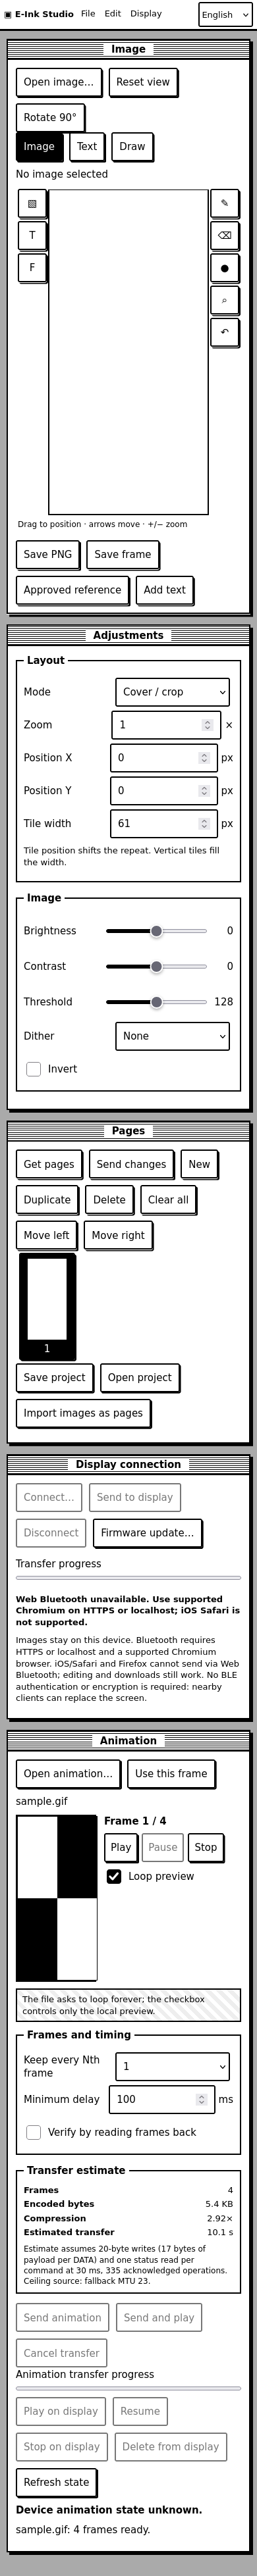 E-Ink Studio File Edit Display English
Image
Open image… Reset view
Rotate 90°
Image Text Draw
No image selected
T
F
Drag to position · arrows move · +/− zoom
Save PNG Save frame
Approved reference Add text
Adjustments
Layout
Mode Cover / crop
Zoom 1 ×
Position X 0 px
Position Y 0 px
Tile width 61 px
Tile position shifts the repeat. Vertical tiles fill
the width.
Image
Brightness 0
Contrast 0
Threshold 128
Dither None
Invert
Pages
Get pages Send changes New
Duplicate Delete Clear all
Move left Move right
1
Save project Open project
Import images as pages
Display connection
Connect… Send to display
Disconnect Firmware update…
Transfer progress
Web Bluetooth unavailable. Use supported
Chromium on HTTPS or localhost; iOS Safari is
not supported.
Images stay on this device. Bluetooth requires
HTTPS or localhost and a supported Chromium
browser. iOS/Safari and Firefox cannot send via Web
Bluetooth; editing and downloads still work. No BLE
authentication or encryption is required: nearby
clients can replace the screen.
Animation
Open animation… Use this frame
sample.gif
Frame 1 / 4
Play Pause Stop
Loop preview
The file asks to loop forever; the checkbox
controls only the local preview.
Frames and timing
Keep every Nth
frame 1
Minimum delay 100 ms
Verify by reading frames back
Transfer estimate
Frames 4
Encoded bytes 5.4 KB
Compression 2.92×
Estimated transfer 10.1 s
Estimate assumes 20-byte writes (17 bytes of
payload per DATA) and one status read per
command at 30 ms, 335 acknowledged operations.
Ceiling source: fallback MTU 23.
Send animation Send and play
Cancel transfer
Animation transfer progress
Play on display Resume
Stop on display Delete from display
Refresh state
Device animation state unknown.
sample.gif: 4 frames ready.